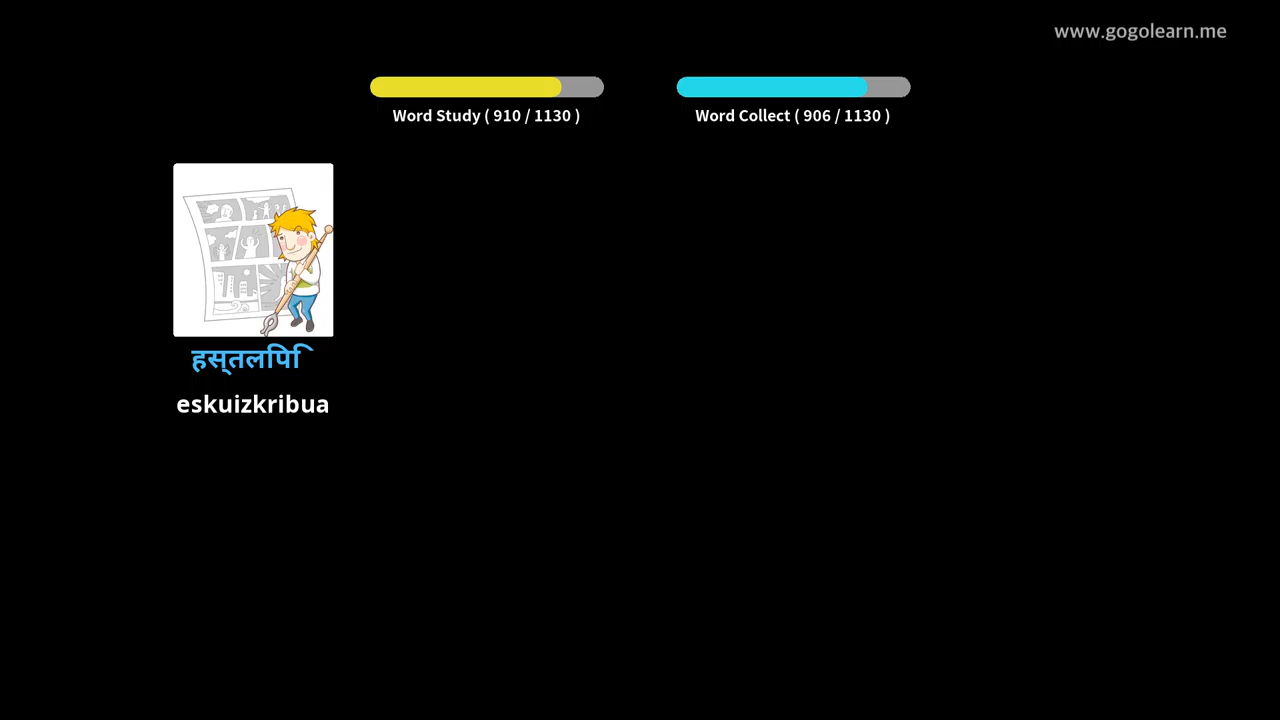 www.gogolearn.me
Word Study ( 910 / 1130 )
Word Collect ( 906 / 1130 )
हस्तलिपि
eskuizkribua